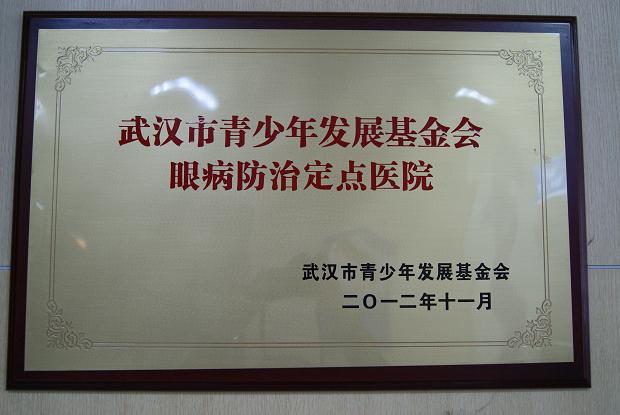 武汉市青少年发展基金会
眼病防治定点医院
武汉市青少年发展基金会
二〇一二年十一月